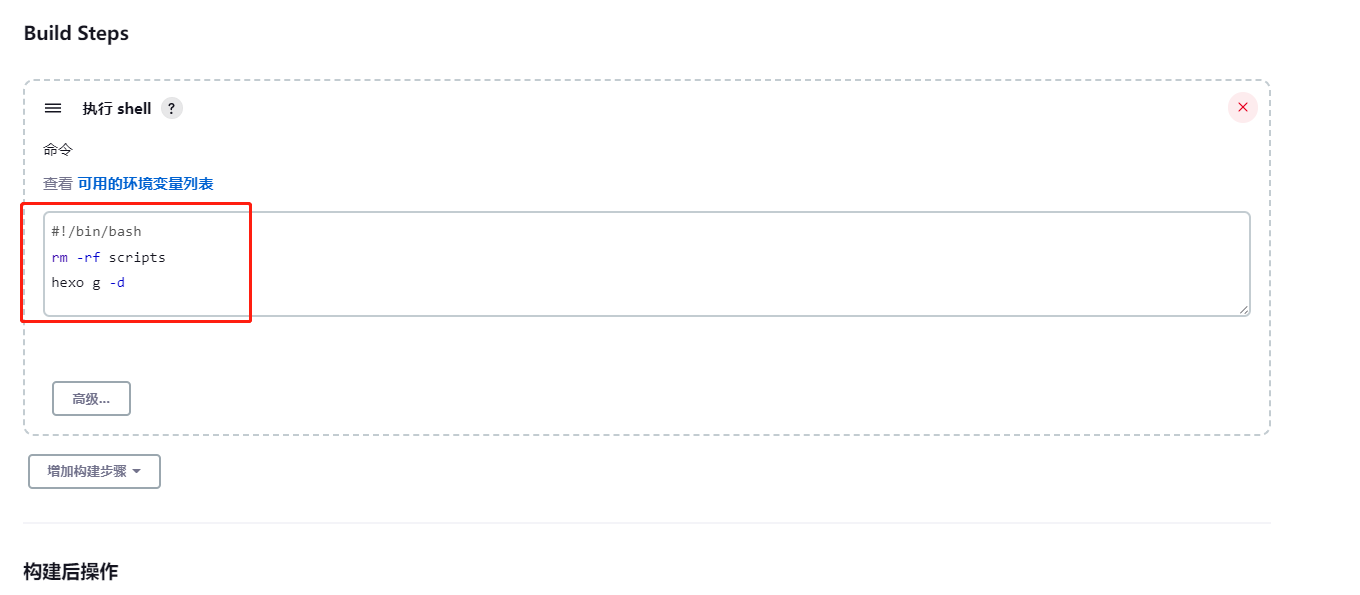 Build Steps
执行 shell ?
命令
查看 可用的环境变量列表
#!/bin/bash
rm -rf scripts
hexo g -d
高级...
增加构建步骤
构建后操作